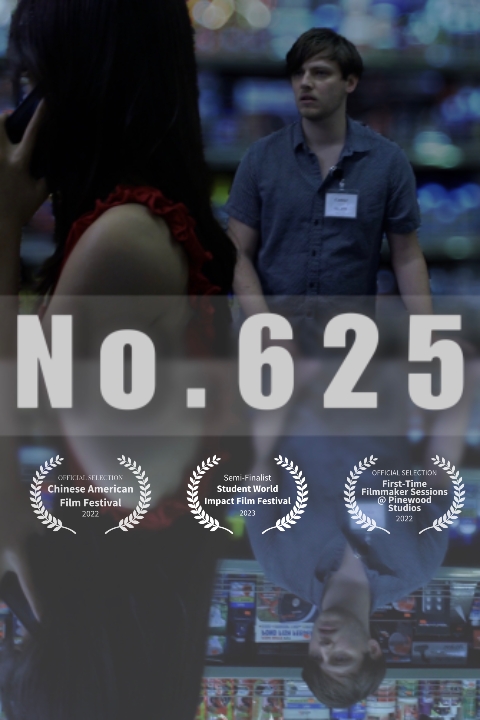 No.625
OFFICIAL SELECTION
Chinese American
Film Festival
2022
Semi-Finalist
Student World
Impact Film Festival
2023
OFFICIAL SELECTION
First-Time
Filmmaker Sessions
@ Pinewood
Studios
2022